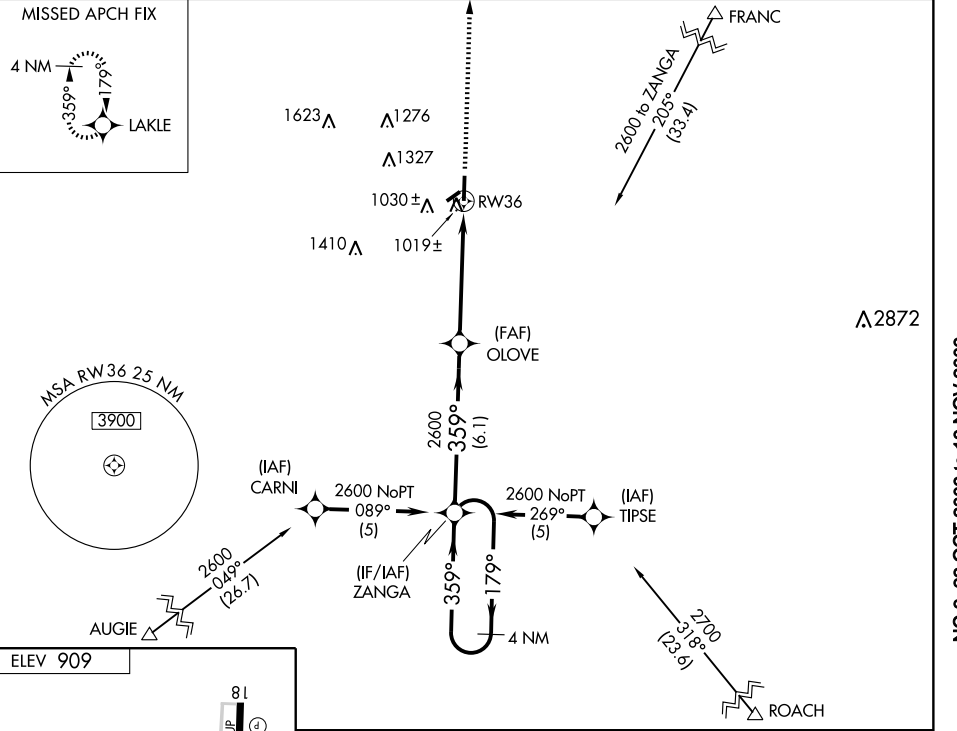 MISSED APCH FIX
4 NM
359°
179°
LAKLE
FRANC
2600 to ZANGA
205°
(33.4)
1623
1276
1327
1030 ±
RW36
1410
1019±
2872
(FAF)
OLOVE
MSA RW36 25 NM
3900
2600
359°
(6.1)
(IAF)
CARNI
2600 NoPT
089°
(5)
2600 NoPT
269°
(5)
(IAF)
TIPSE
(IF/IAF)
ZANGA
359°
179°
4 NM
2600
049°
(26.7)
AUGIE
2700
318°
(23.6)
ROACH
ELEV 909
18
P